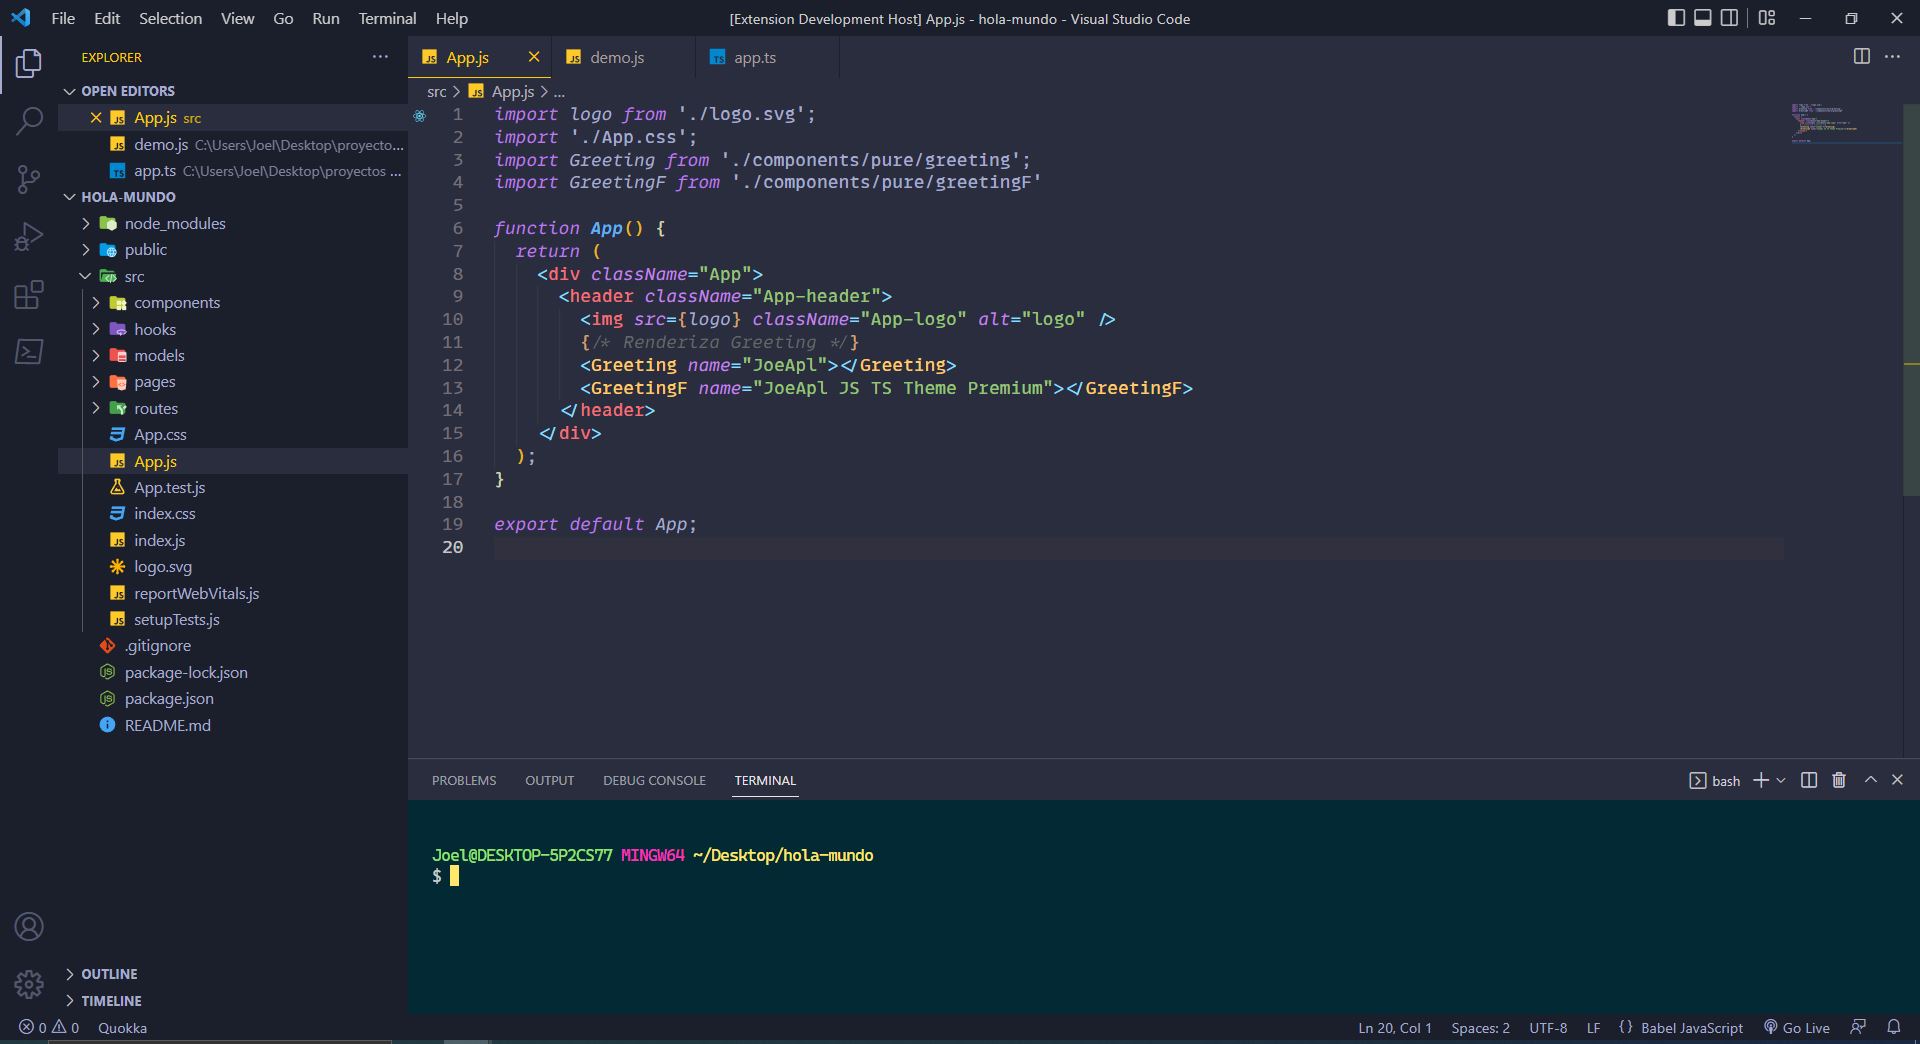 File Edit Selection View Go Run Terminal Help
[Extension Development Host] App.js - hola-mundo - Visual Studio Code
EXPLORER
OPEN EDITORS
App.js src
demo.js C:\Users\Joel\Desktop\proyecto...
app.ts C:\Users\Joel\Desktop\proyectos ...
HOLA-MUNDO
node_modules
public
src
components
hooks
models
pages
routes
App.css
App.js
App.test.js
index.css
index.js
logo.svg
reportWebVitals.js
setupTests.js
.gitignore
package-lock.json
package.json
README.md
OUTLINE
TIMELINE
App.js demo.js app.ts
src > App.js > ...
1 import logo from './logo.svg';
2 import './App.css';
3 import Greeting from './components/pure/greeting';
4 import GreetingF from './components/pure/greetingF'
5
6 function App() {
7 return (
8 <div className="App">
9 <header className="App-header">
10 <img src={logo} className="App-logo" alt="logo" />
11 {/* Renderiza Greeting */}
12 <Greeting name="JoeApl"></Greeting>
13 <GreetingF name="JoeApl JS TS Theme Premium"></GreetingF>
14 </header>
15 </div>
16 );
17 }
18
19 export default App;
20
PROBLEMS OUTPUT DEBUG CONSOLE TERMINAL
bash
Joel@DESKTOP-5P2CS77 MINGW64 ~/Desktop/hola-mundo
$
0 0 Quokka
Ln 20, Col 1 Spaces: 2 UTF-8 LF {} Babel JavaScript Go Live